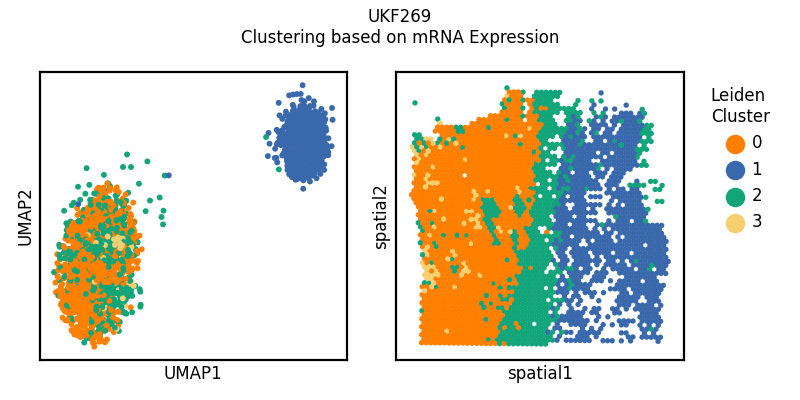 UKF269
Clustering based on mRNA Expression
UMAP2
UMAP1
spatial2
spatial1
Leiden
Cluster
0
1
2
3